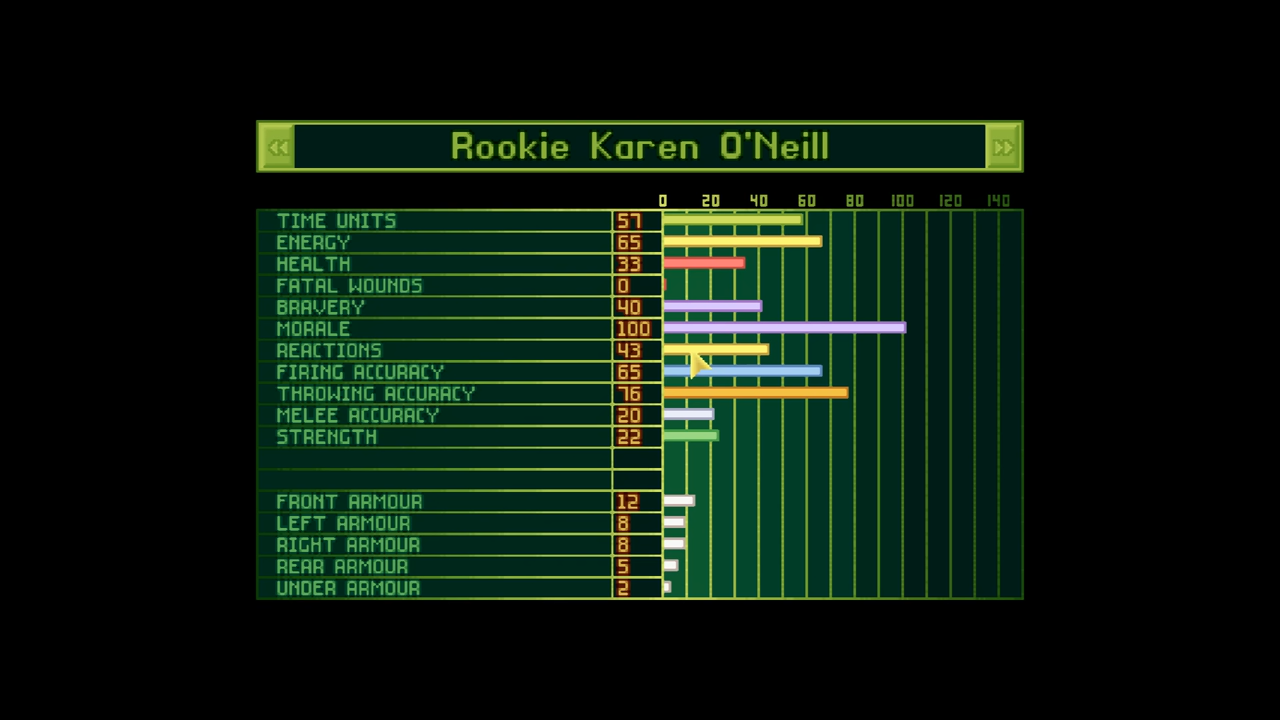 Rookie Karen O'Neill
0 20 40 60 80 100 120 140
TIME UNITS 57
ENERGY 65
HEALTH 33
FATAL WOUNDS 0
BRAVERY 40
MORALE 100
REACTIONS 43
FIRING ACCURACY 65
THROWING ACCURACY 76
MELEE ACCURACY 20
STRENGTH 22
FRONT ARMOUR 12
LEFT ARMOUR 8
RIGHT ARMOUR 8
REAR ARMOUR 5
UNDER ARMOUR 2